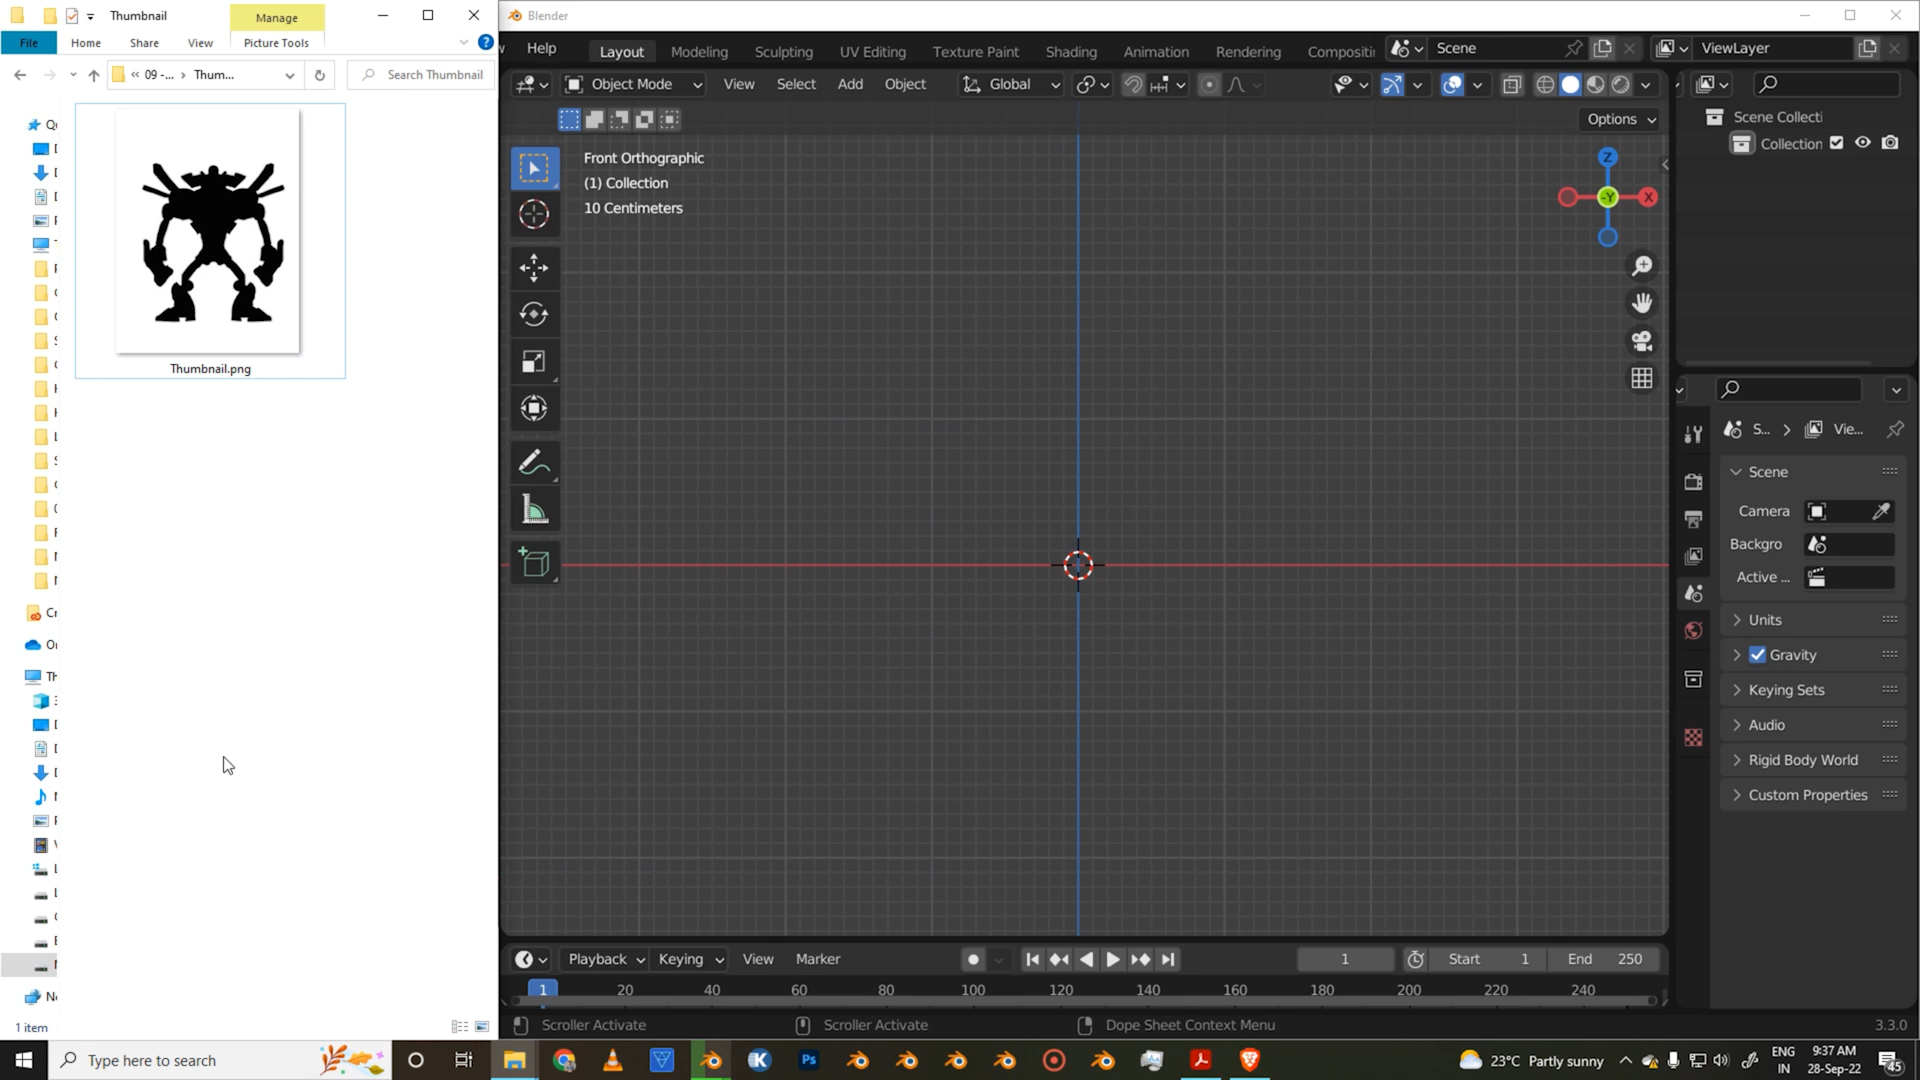 Thumbnail
Manage
File
Home
Share
View
Picture Tools
09 -...
Thum...
Search Thumbnail
Thumbnail.png
1 item
Blender
Help
Layout
Modeling
Sculpting
UV Editing
Texture Paint
Shading
Animation
Rendering
Compositi
Scene
ViewLayer
Object Mode
View
Select
Add
Object
Global
Options
Front Orthographic
(1) Collection
10 Centimeters
Z
-Y
X
Scene Collecti
Collection
S...
Vie...
Scene
Camera
Backgro
Active ...
Units
Gravity
Keying Sets
Audio
Rigid Body World
Custom Properties
Playback
Keying
View
Marker
1
Start 1
End 250
1 20 40 60 80 100 120 140 160 180 200 220 240
Scroller Activate
Scroller Activate
Dope Sheet Context Menu
3.3.0
Type here to search
Ps
23°C Partly sunny
ENG
IN
9:37 AM
28-Sep-22
45